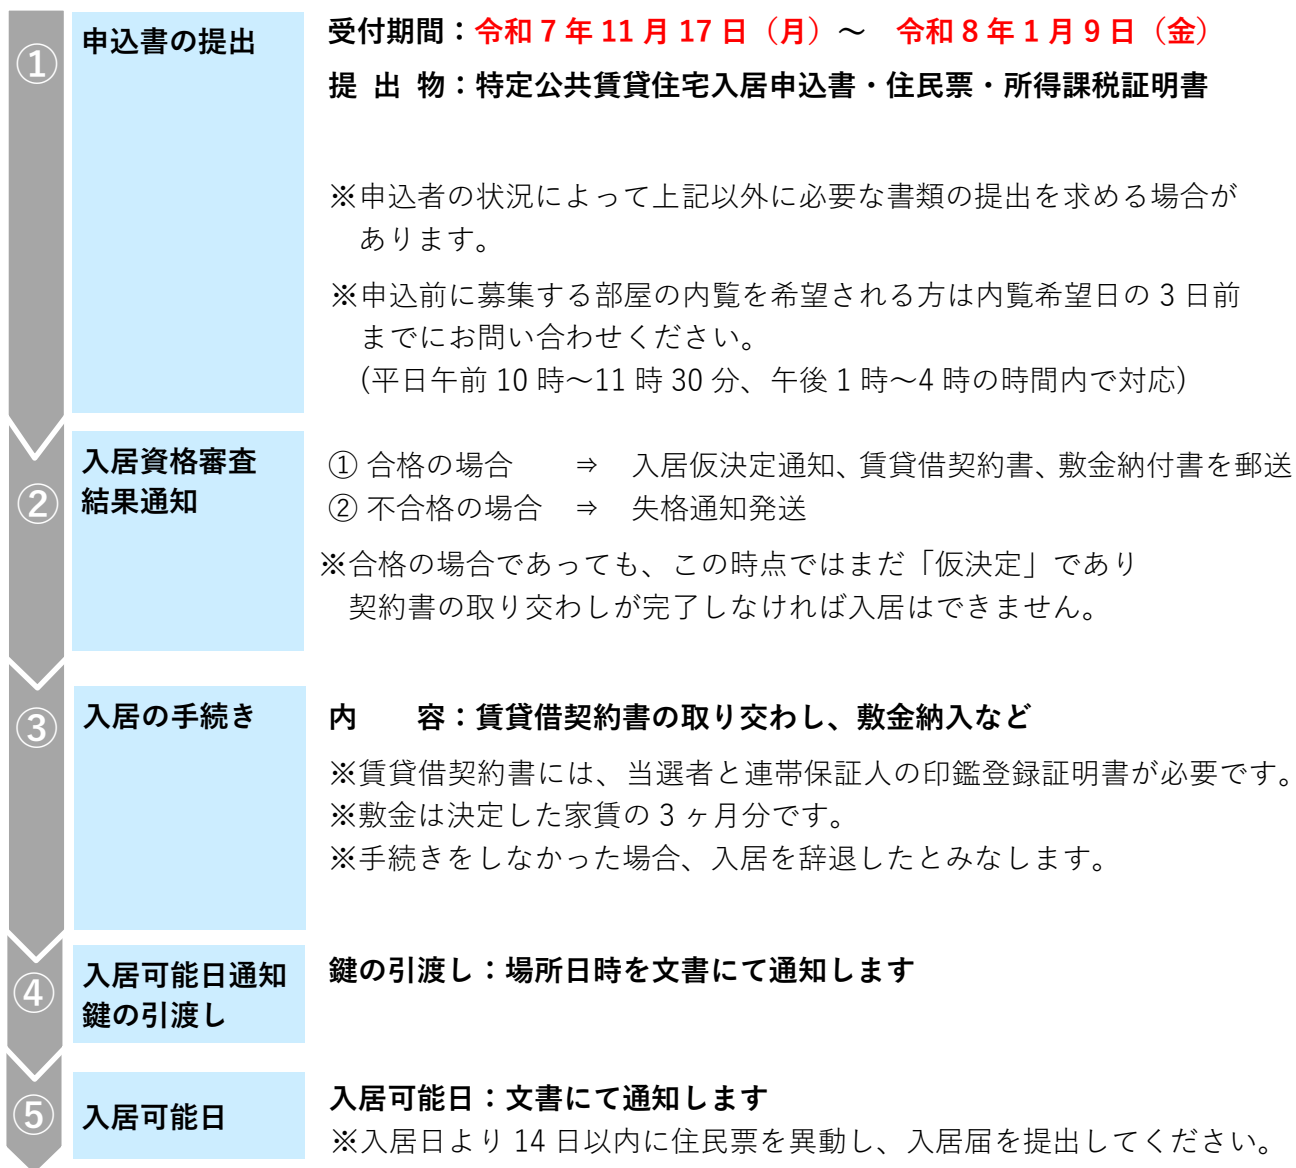 ①
申込書の提出
受付期間：令和7年11月17日（月）～　令和8年1月9日（金）
提 出 物：特定公共賃貸住宅入居申込書・住民票・所得課税証明書
※申込者の状況によって上記以外に必要な書類の提出を求める場合が
あります。
※申込前に募集する部屋の内覧を希望される方は内覧希望日の3日前
までにお問い合わせください。
(平日午前10時～11時30分、午後1時～4時の時間内で対応)
②
入居資格審査
結果通知
① 合格の場合　⇒　入居仮決定通知、賃貸借契約書、敷金納付書を郵送
② 不合格の場合　⇒　失格通知発送
※合格の場合であっても、この時点ではまだ「仮決定」であり
契約書の取り交わしが完了しなければ入居はできません。
③
入居の手続き
内　　容：賃貸借契約書の取り交わし、敷金納入など
※賃貸借契約書には、当選者と連帯保証人の印鑑登録証明書が必要です。
※敷金は決定した家賃の3ヶ月分です。
※手続きをしなかった場合、入居を辞退したとみなします。
④
入居可能日通知
鍵の引渡し
鍵の引渡し：場所日時を文書にて通知します
⑤
入居可能日
入居可能日：文書にて通知します
※入居日より14日以内に住民票を異動し、入居届を提出してください。